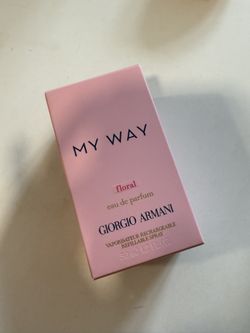 MY WAY
floral
eau de parfum
GIORGIO ARMANI
VAPORISATEUR RECHARGEABLE
REFILLABLE SPRAY